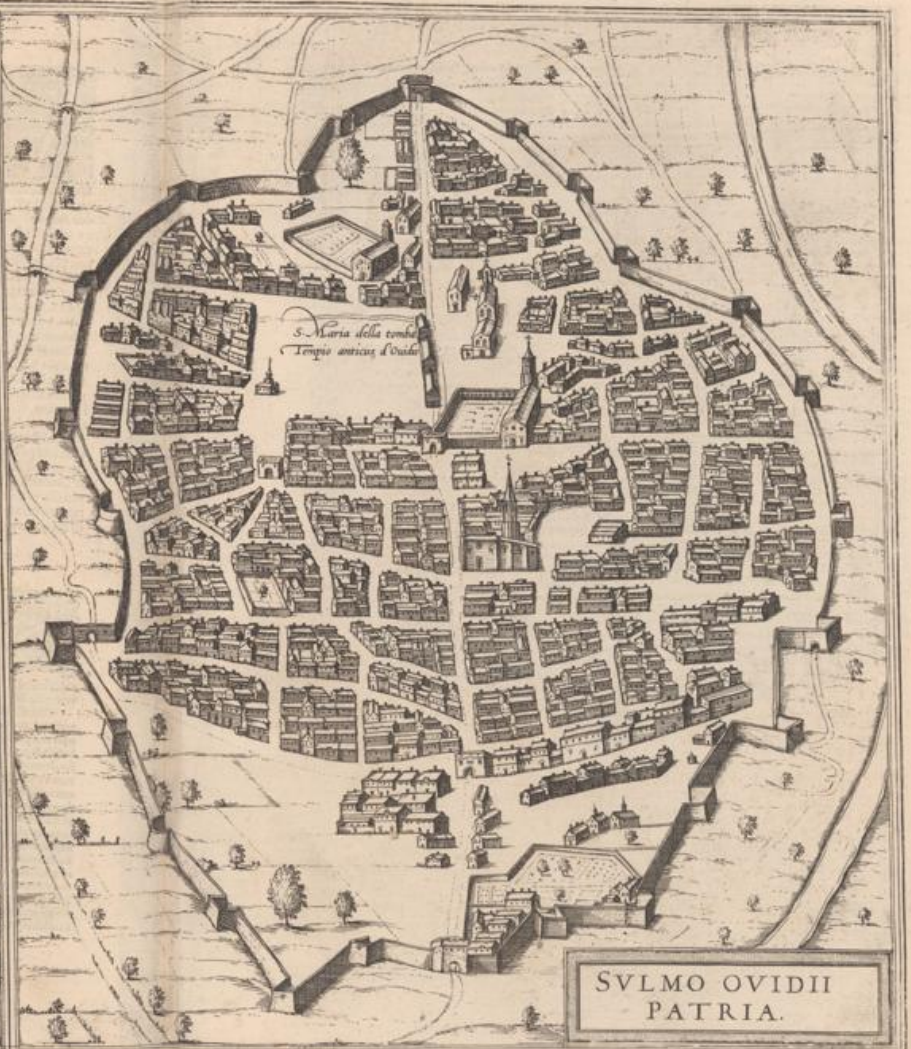 S. Maria della tomba
Tempio anticus d'Ouidio
SVLMO OVIDII
PATRIA.